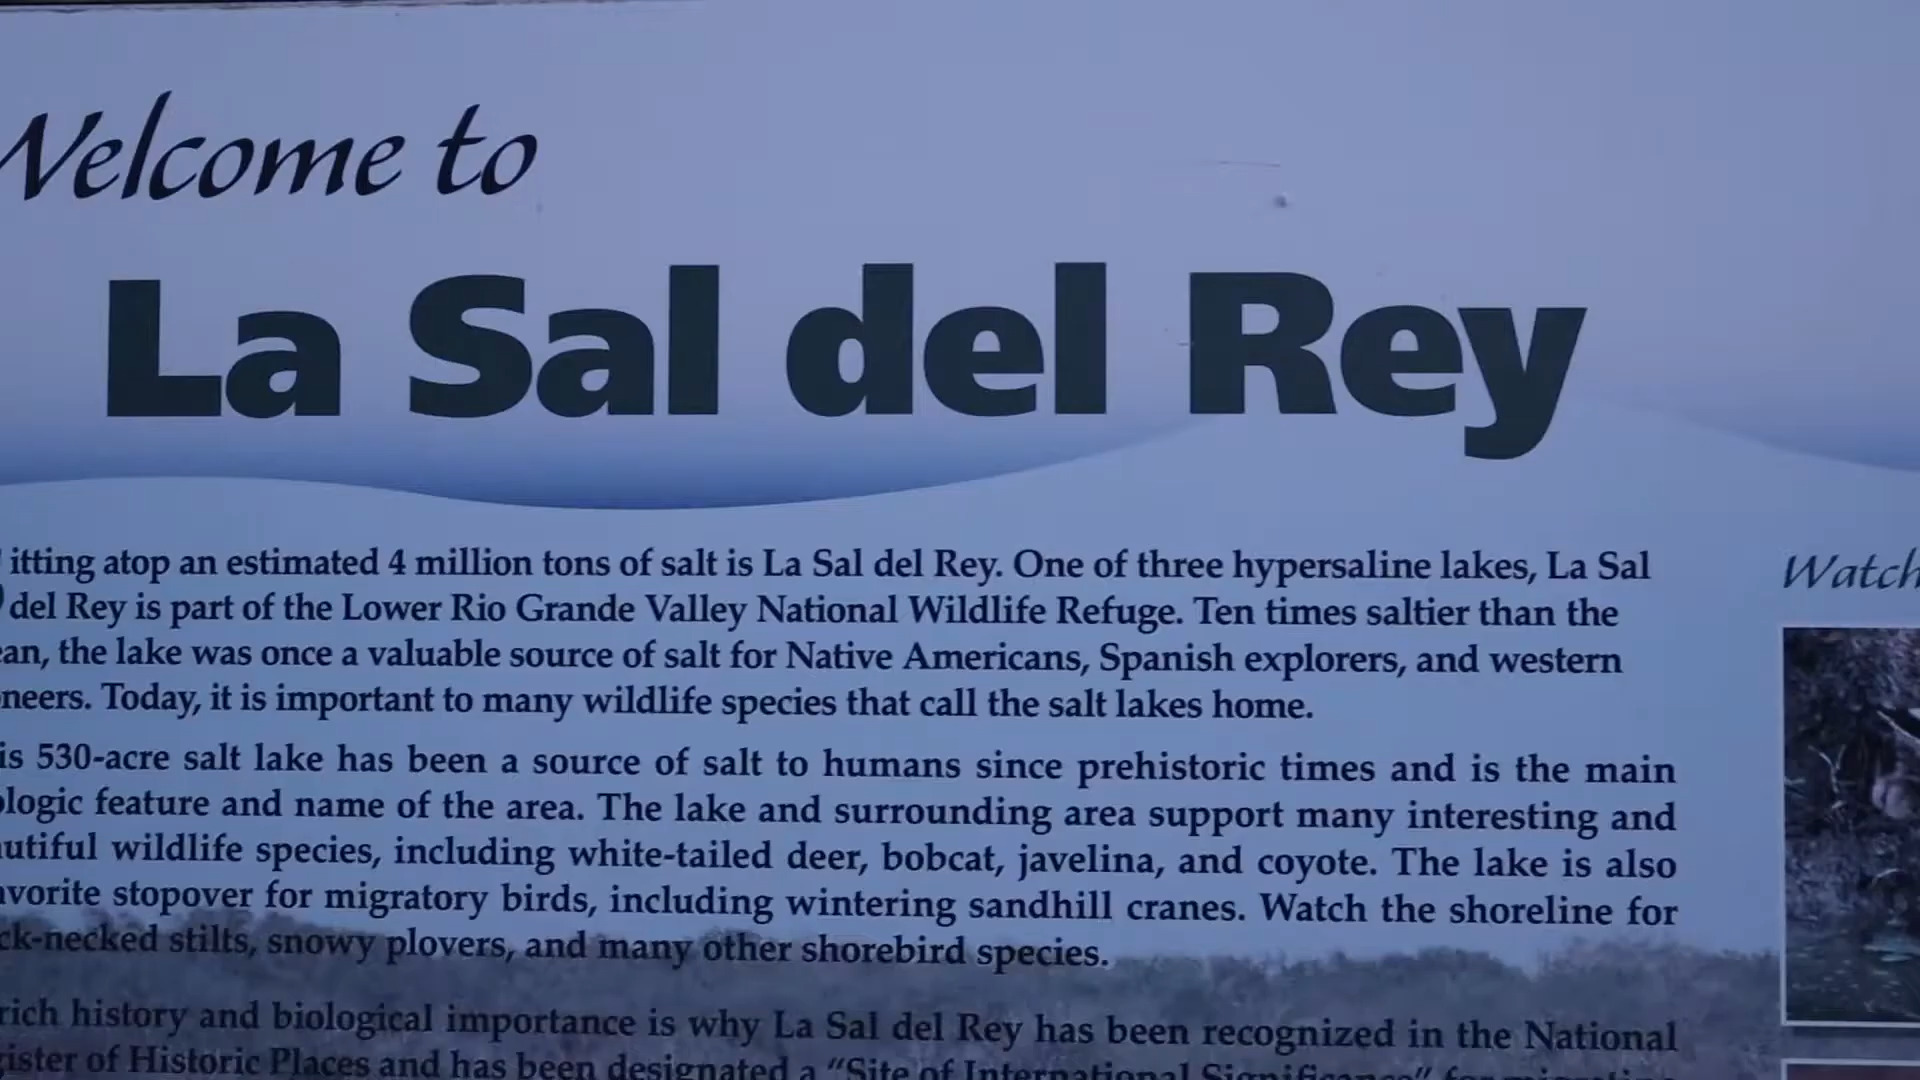 Welcome to
La Sal del Rey
itting atop an estimated 4 million tons of salt is La Sal del Rey. One of three hypersaline lakes, La Sal
del Rey is part of the Lower Rio Grande Valley National Wildlife Refuge. Ten times saltier than the
ean, the lake was once a valuable source of salt for Native Americans, Spanish explorers, and western
neers. Today, it is important to many wildlife species that call the salt lakes home.
is 530-acre salt lake has been a source of salt to humans since prehistoric times and is the main
logic feature and name of the area. The lake and surrounding area support many interesting and
utiful wildlife species, including white-tailed deer, bobcat, javelina, and coyote. The lake is also
avorite stopover for migratory birds, including wintering sandhill cranes. Watch the shoreline for
ck-necked stilts, snowy plovers, and many other shorebird species.
rich history and biological importance is why La Sal del Rey has been recognized in the National
ister of Historic Places and has been designated a “Site of International Significance” for
Watch